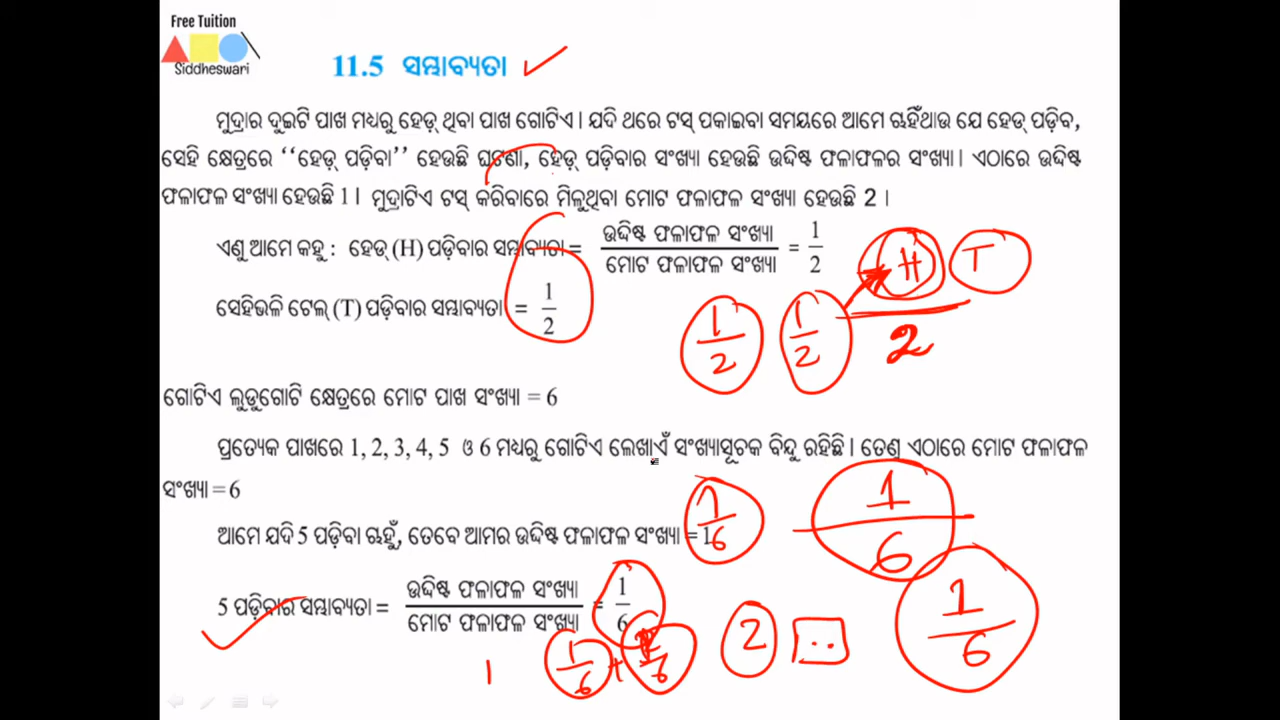 Free Tuition
Siddheswari
11.5 ସମ୍ଭାବ୍ୟତା
ମୁଦ୍ରାର ଦୁଇଟି ପାଖ ମଧ୍ୟରୁ ହେଡ୍ ଥିବା ପାଖ ଗୋଟିଏ । ଯଦି ଥରେ ଟସ୍ ପକାଇବା ସମୟରେ ଆମେ ଚାହିଁଥାଉ ଯେ ହେଡ୍ ପଡ଼ିବ,
ସେହି କ୍ଷେତ୍ରରେ ‘‘ହେଡ୍ ପଡ଼ିବା’’ ହେଉଛି ଘଟଣା, ହେଡ୍ ପଡ଼ିବାର ସଂଖ୍ୟା ହେଉଛି ଉଦ୍ଦିଷ୍ଟ ଫଳାଫଳର ସଂଖ୍ୟା । ଏଠାରେ ଉଦ୍ଦିଷ୍ଟ
ଫଳାଫଳ ସଂଖ୍ୟା ହେଉଛି 1 । ମୁଦ୍ରାଟିଏ ଟସ୍ କରିବାରେ ମିଳୁଥିବା ମୋଟ ଫଳାଫଳ ସଂଖ୍ୟା ହେଉଛି 2 ।
ଏଣୁ ଆମେ କହୁ : ହେଡ୍ (H) ପଡ଼ିବାର ସମ୍ଭାବ୍ୟତା = ଉଦ୍ଦିଷ୍ଟ ଫଳାଫଳ ସଂଖ୍ୟା / ମୋଟ ଫଳାଫଳ ସଂଖ୍ୟା = 1/2
H T
2
ସେହିଭଳି ଟେଲ୍ (T) ପଡ଼ିବାର ସମ୍ଭାବ୍ୟତା = 1/2
1/2 1/2
ଗୋଟିଏ ଲୁଡୁଗୋଟି କ୍ଷେତ୍ରରେ ମୋଟ ପାଖ ସଂଖ୍ୟା = 6
ପ୍ରତ୍ୟେକ ପାଖରେ 1, 2, 3, 4, 5 ଓ 6 ମଧ୍ୟରୁ ଗୋଟିଏ ଲେଖାଏଁ ସଂଖ୍ୟାସୂଚକ ବିନ୍ଦୁ ରହିଛି । ତେଣୁ ଏଠାରେ ମୋଟ ଫଳାଫଳ
ସଂଖ୍ୟା = 6
ଆମେ ଯଦି 5 ପଡ଼ିବା ଚାହୁଁ, ତେବେ ଆମର ଉଦ୍ଦିଷ୍ଟ ଫଳାଫଳ ସଂଖ୍ୟା = 1
1/6 1/6
5 ପଡ଼ିବାର ସମ୍ଭାବ୍ୟତା = ଉଦ୍ଦିଷ୍ଟ ଫଳାଫଳ ସଂଖ୍ୟା / ମୋଟ ଫଳାଫଳ ସଂଖ୍ୟା = 1/6
2 1/6
1 1/6 +